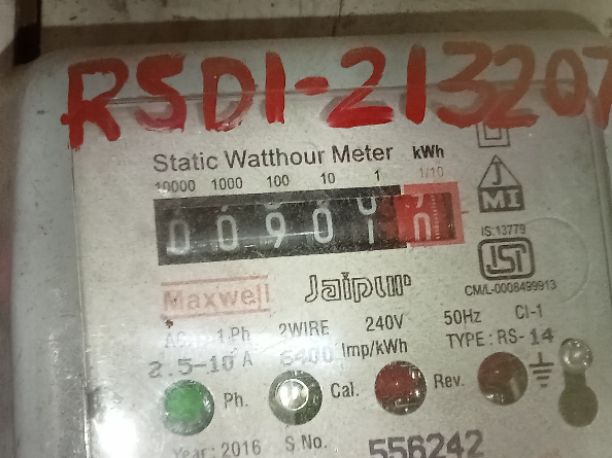 RSDI-213207
Static Watthour Meter kWh
10000 1000 100 10 1 1/10
0 0 9 0 1 0
J
MI
IS:13779
ISI
CM/L-0008499913
Maxwell Jaipur
AC 1 Ph 2WIRE 240V 50Hz Cl-1
2.5-10 A 6400 Imp/kWh TYPE : RS-14
Ph. Cal. Rev.
Year: 2016 S.No. 556242